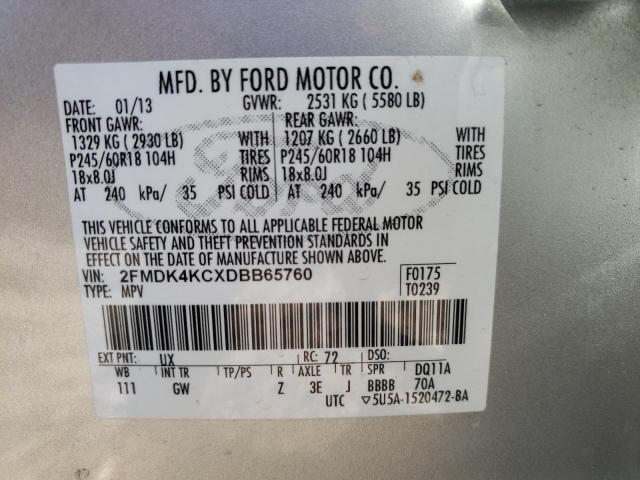 MFD. BY FORD MOTOR CO.
DATE: 01/13 GVWR: 2531 KG ( 5580 LB)
FRONT GAWR: REAR GAWR:
1329 KG ( 2930 LB) WITH 1207 KG ( 2660 LB) WITH
P245/60R18 104H TIRES P245/60R18 104H TIRES
18x8.0J RIMS 18x8.0J RIMS
AT 240 kPa/ 35 PSI COLD AT 240 kPa/ 35 PSI COLD
Ford
THIS VEHICLE CONFORMS TO ALL APPLICABLE FEDERAL MOTOR
VEHICLE SAFETY AND THEFT PREVENTION STANDARDS IN
EFFECT ON THE DATE OF MANUFACTURE SHOWN ABOVE.
VIN: 2FMDK4KCXDBB65760 F0175
TYPE: MPV T0239
EXT PNT: UX RC: 72 DSO:
WB INT TR TP/PS R AXLE TR SPR DQ11A
111 GW Z 3E J BBBB 70A
UTC ▽5U5A-1520472-BA